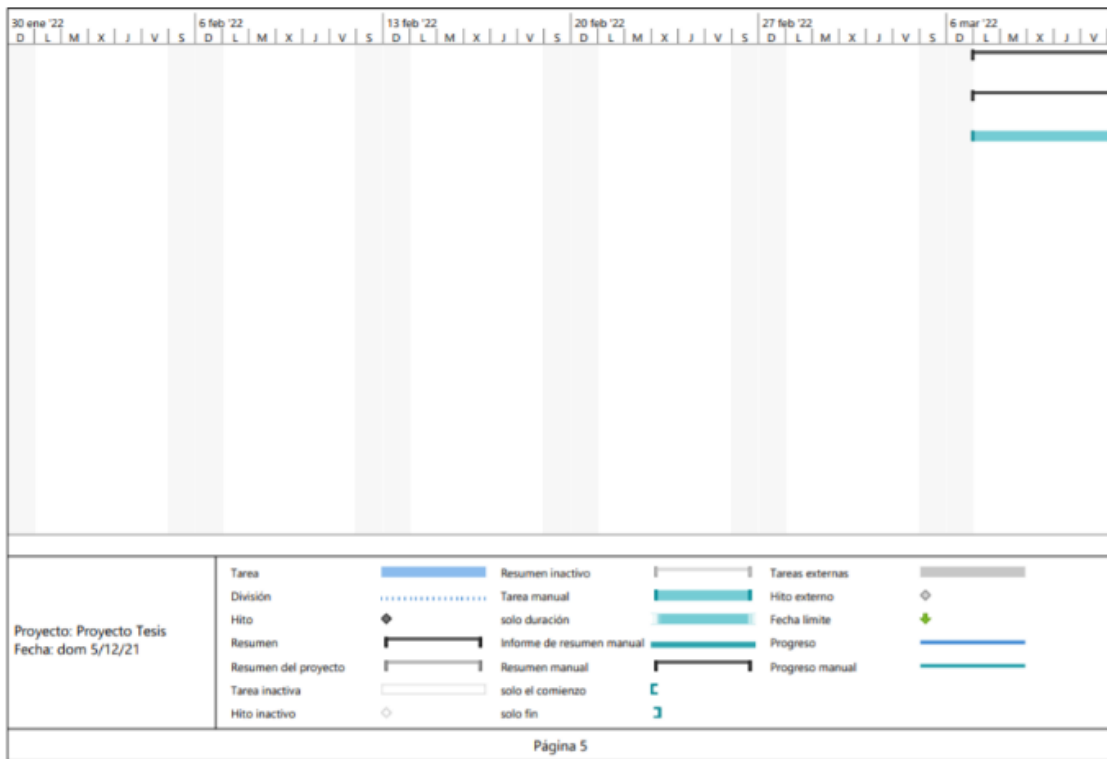 30 ene '22 6 feb '22 13 feb '22 20 feb '22 27 feb '22 6 mar '22
D L M X J V S D L M X J V S D L M X J V S D L M X J V S D L M X J V S D L M X J V
Proyecto: Proyecto Tesis
Fecha: dom 5/12/21
Tarea
División
Hito
Resumen
Resumen del proyecto
Tarea inactiva
Hito inactivo
Resumen inactivo
Tarea manual
solo duración
Informe de resumen manual
Resumen manual
solo el comienzo
solo fin
Tareas externas
Hito externo
Fecha límite
Progreso
Progreso manual
Página 5